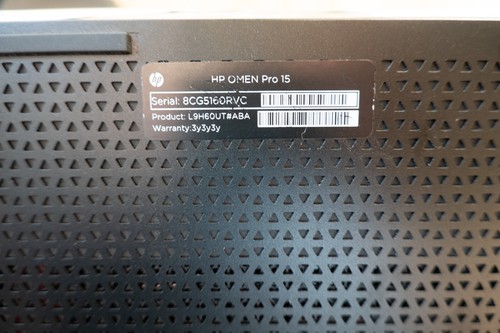 hp
HP OMEN Pro 15
Serial: 8CG5160RVC
Product: L9H60UT#ABA
Warranty:3y3y3y